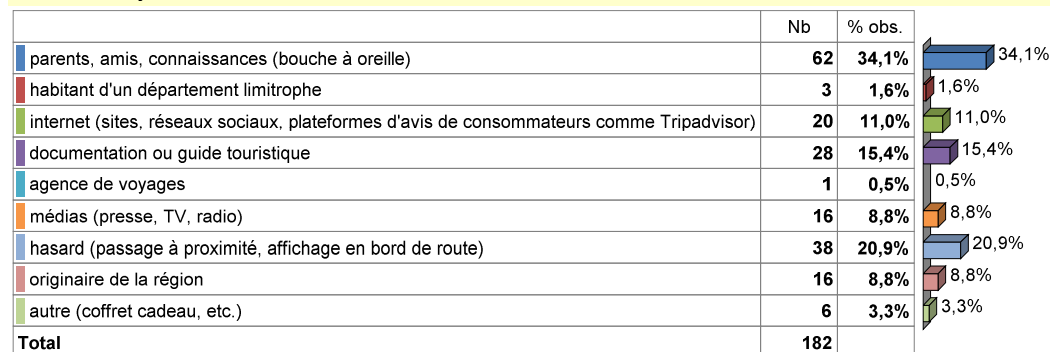 Nb % obs.
parents, amis, connaissances (bouche à oreille) 62 34,1% 34,1%
habitant d'un département limitrophe 3 1,6% 1,6%
internet (sites, réseaux sociaux, plateformes d'avis de consommateurs comme Tripadvisor) 20 11,0% 11,0%
documentation ou guide touristique 28 15,4% 15,4%
agence de voyages 1 0,5% 0,5%
médias (presse, TV, radio) 16 8,8% 8,8%
hasard (passage à proximité, affichage en bord de route) 38 20,9% 20,9%
originaire de la région 16 8,8% 8,8%
autre (coffret cadeau, etc.) 6 3,3% 3,3%
Total 182